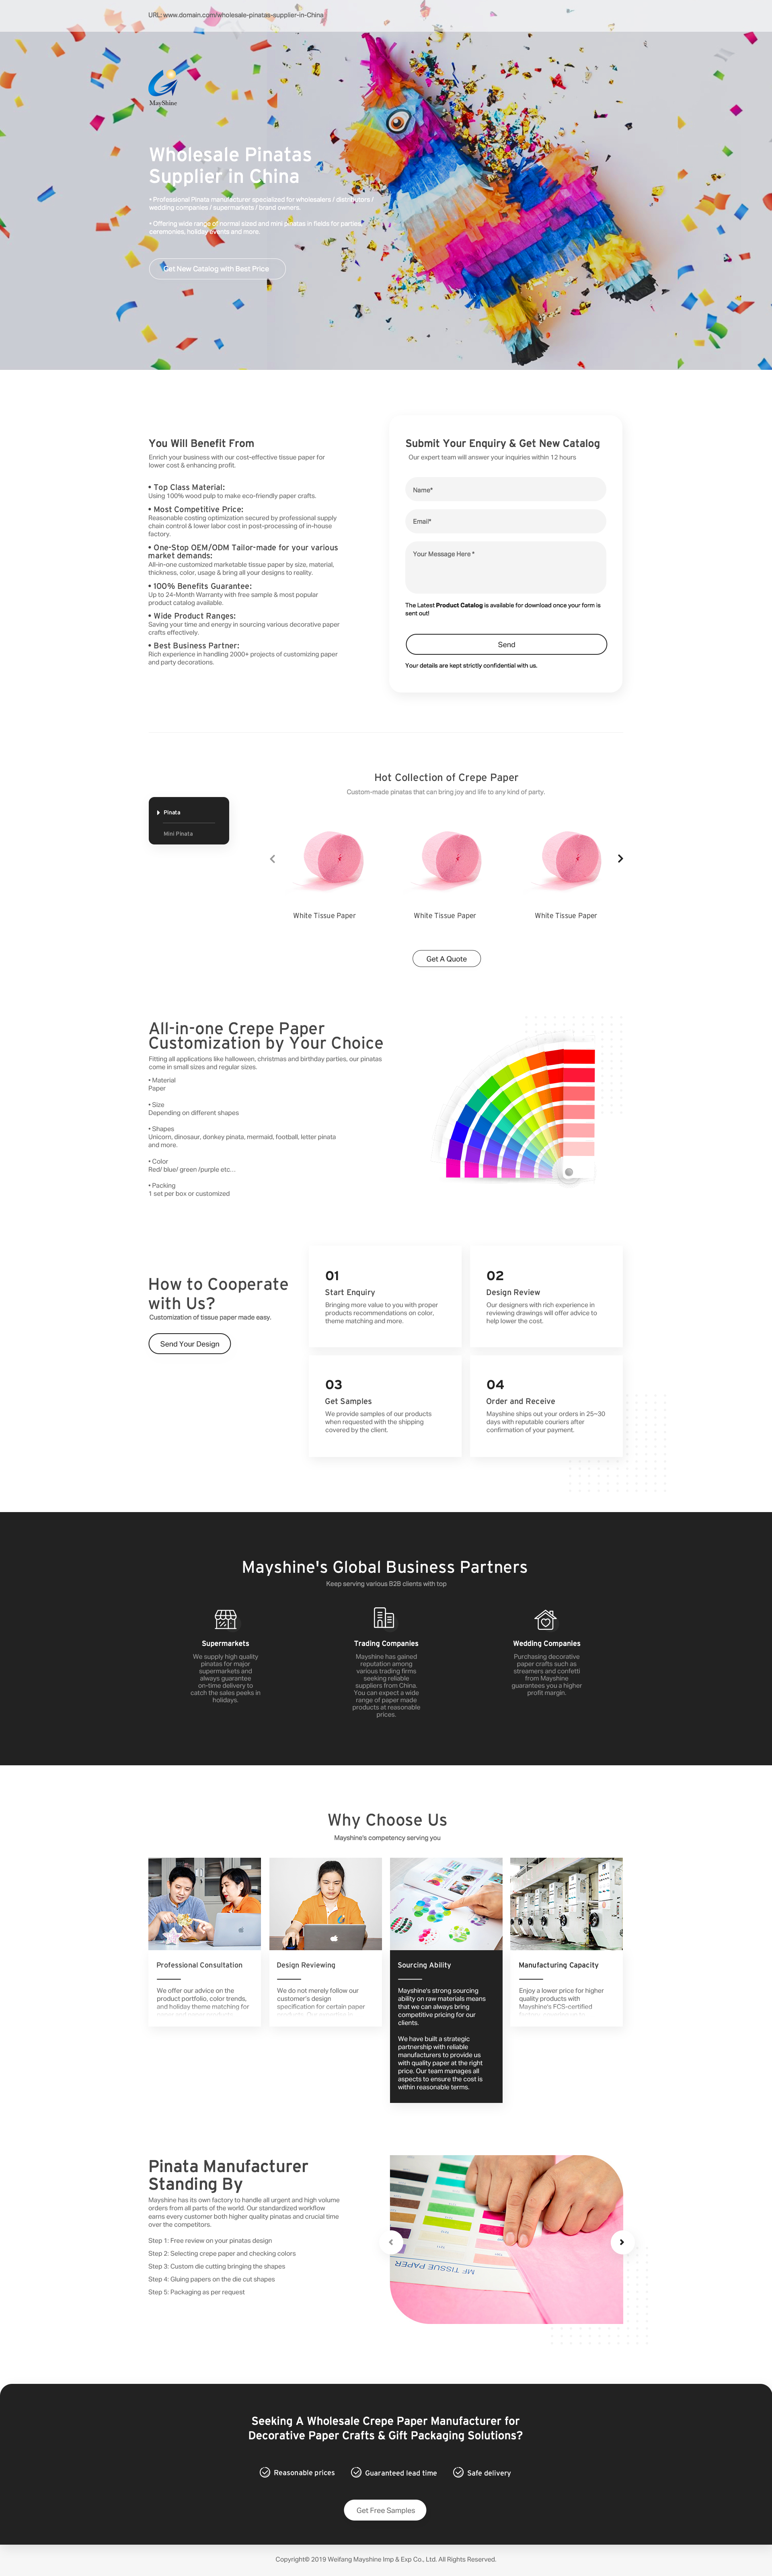 URL: www.domain.com/wholesale-pinatas-supplier-in-China
MayShine
Wholesale Pinatas
Supplier in China
• Professional Pinata manufacturer specialized for wholesalers / distributors /
wedding companies / supermarkets / brand owners.
• Offering wide range of normal sized and mini pinatas in fields for parties,
ceremonies, holiday events and more.
Get New Catalog with Best Price
You Will Benefit From
Enrich your business with our cost-effective tissue paper for
lower cost & enhancing profit.
• Top Class Material:
Using 100% wood pulp to make eco-friendly paper crafts.
• Most Competitive Price:
Reasonable costing optimization secured by professional supply
chain control & lower labor cost in post-processing of in-house
factory.
• One-Stop OEM/ODM Tailor-made for your various
market demands:
All-in-one customized marketable tissue paper by size, material,
thickness, color, usage & bring all your designs to reality.
• 100% Benefits Guarantee:
Up to 24-Month Warranty with free sample & most popular
product catalog available.
• Wide Product Ranges:
Saving your time and energy in sourcing various decorative paper
crafts effectively.
• Best Business Partner:
Rich experience in handling 2000+ projects of customizing paper
and party decorations.
Submit Your Enquiry & Get New Catalog
Our expert team will answer your inquiries within 12 hours
Name*
Email*
Your Message Here *
The Latest Product Catalog is available for download once your form is
sent out!
Send
Your details are kept strictly confidential with us.
Pinata
Mini Pinata
Hot Collection of Crepe Paper
Custom-made pinatas that can bring joy and life to any kind of party.
White Tissue Paper
White Tissue Paper
White Tissue Paper
Get A Quote
All-in-one Crepe Paper
Customization by Your Choice
Fitting all applications like halloween, christmas and birthday parties, our pinatas
come in small sizes and regular sizes.
• Material
Paper
• Size
Depending on different shapes
• Shapes
Unicorn, dinosaur, donkey pinata, mermaid, football, letter pinata
and more.
• Color
Red/ blue/ green /purple etc...
• Packing
1 set per box or customized
How to Cooperate
with Us?
Customization of tissue paper made easy.
Send Your Design
01
Start Enquiry
Bringing more value to you with proper
products recommendations on color,
theme matching and more.
02
Design Review
Our designers with rich experience in
reviewing drawings will offer advice to
help lower the cost.
03
Get Samples
We provide samples of our products
when requested with the shipping
covered by the client.
04
Order and Receive
Mayshine ships out your orders in 25~30
days with reputable couriers after
confirmation of your payment.
Mayshine's Global Business Partners
Keep serving various B2B clients with top
Supermarkets
We supply high quality
pinatas for major
supermarkets and
always guarantee
on-time delivery to
catch the sales peeks in
holidays.
Trading Companies
Mayshine has gained
reputation among
various trading firms
seeking reliable
suppliers from China.
You can expect a wide
range of paper made
products at reasonable
prices.
Wedding Companies
Purchasing decorative
paper crafts such as
streamers and confetti
from Mayshine
guarantees you a higher
profit margin.
Why Choose Us
Mayshine's competency serving you
Professional Consultation
We offer our advice on the
product portfolio, color trends,
and holiday theme matching for
Design Reviewing
We do not merely follow our
customer's design
specification for certain paper
Sourcing Ability
Mayshine's strong sourcing
ability on raw materials means
that we can always bring
competitive pricing for our
clients.
We have built a strategic
partnership with reliable
manufacturers to provide us
with quality paper at the right
price. Our team manages all
aspects to ensure the cost is
within reasonable terms.
Manufacturing Capacity
Enjoy a lower price for higher
quality products with
Mayshine's FCS-certified
Pinata Manufacturer
Standing By
Mayshine has its own factory to handle all urgent and high volume
orders from all parts of the world. Our standardized workflow
earns every customer both higher quality pinatas and crucial time
over the competitors.
Step 1: Free review on your pinatas design
Step 2: Selecting crepe paper and checking colors
Step 3: Custom die cutting bringing the shapes
Step 4: Gluing papers on the die cut shapes
Step 5: Packaging as per request
MF TISSUE PAPER
Seeking A Wholesale Crepe Paper Manufacturer for
Decorative Paper Crafts & Gift Packaging Solutions?
Reasonable prices
Guaranteed lead time
Safe delivery
Get Free Samples
Copyright© 2019 Weifang Mayshine Imp & Exp Co., Ltd. All Rights Reserved.